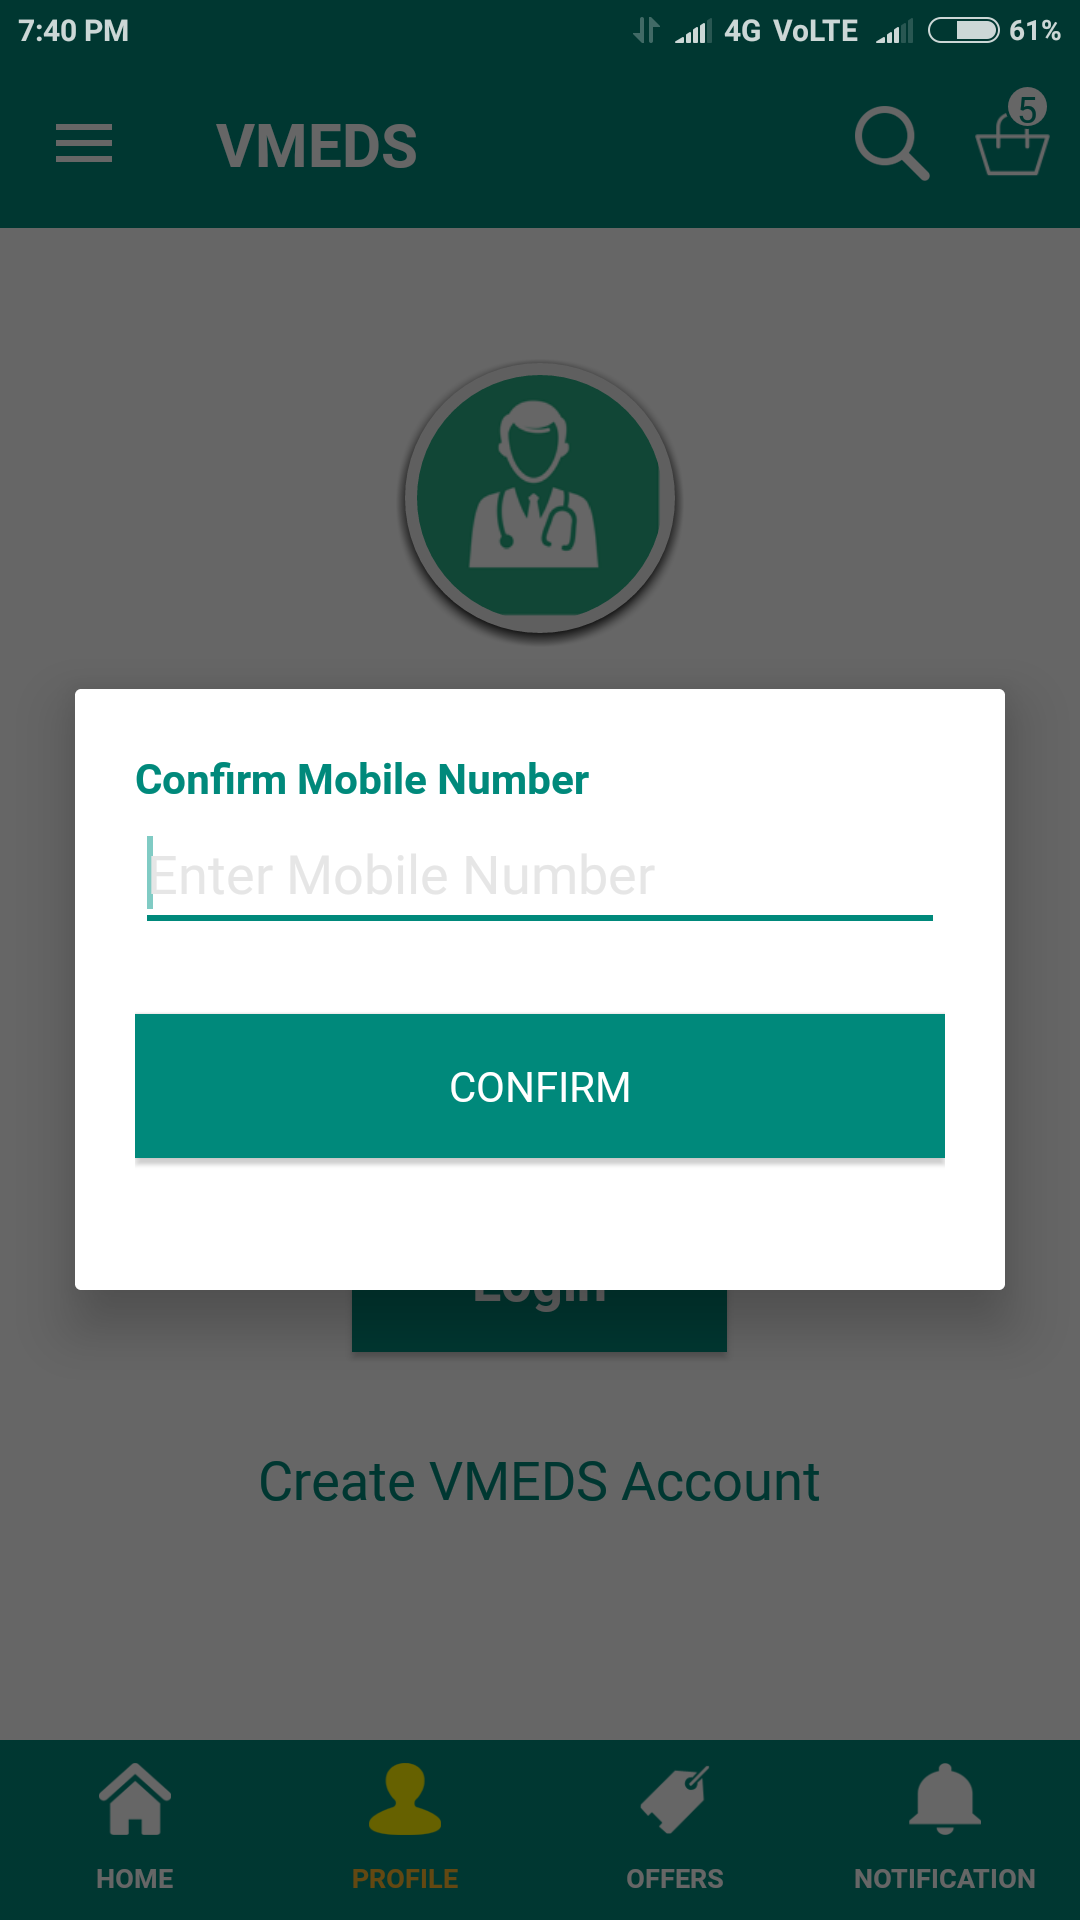 7:40 PM 4G VoLTE 61%
VMEDS 5
Confirm Mobile Number
Enter Mobile Number
CONFIRM
Login
Create VMEDS Account
HOME PROFILE OFFERS NOTIFICATION